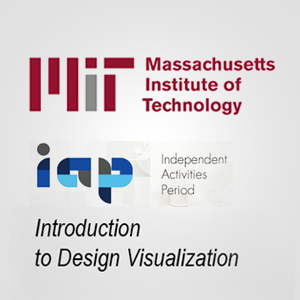 MIT
Massachusetts
Institute of
Technology
iap
Independent
Activities
Period
Introduction
to Design Visualization